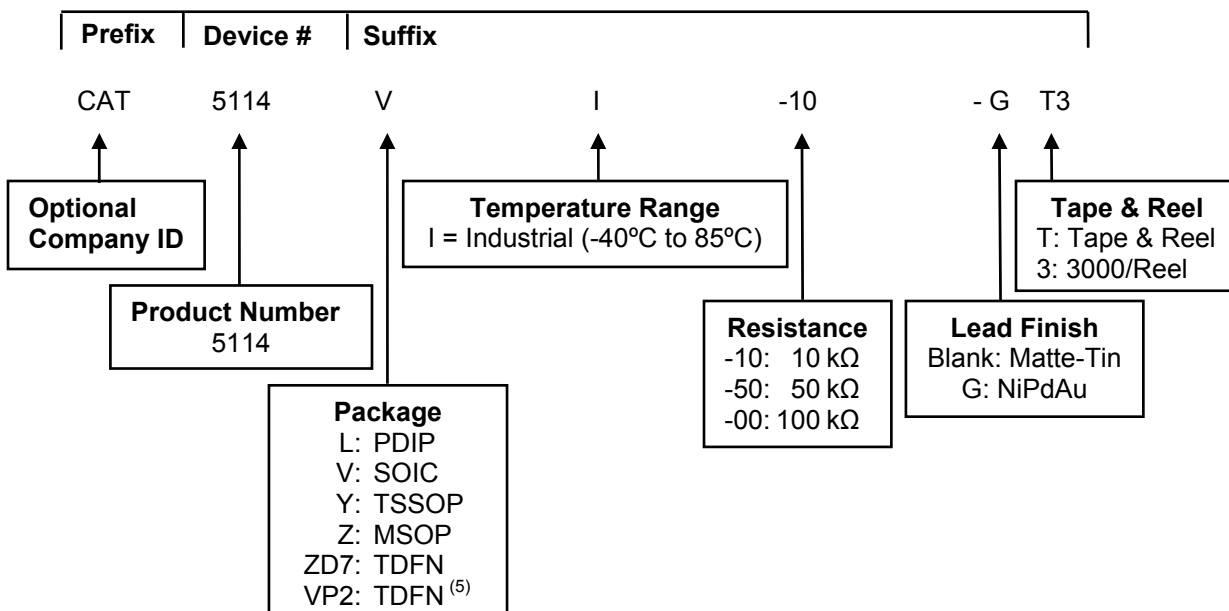 Prefix Device # Suffix
CAT 5114 V I -10 - G T3
Optional
Company ID
Product Number
5114
Package
L: PDIP
V: SOIC
Y: TSSOP
Z: MSOP
ZD7: TDFN
VP2: TDFN (5)
Temperature Range
I = Industrial (-40ºC to 85ºC)
Resistance
-10: 10 kΩ
-50: 50 kΩ
-00: 100 kΩ
Lead Finish
Blank: Matte-Tin
G: NiPdAu
Tape & Reel
T: Tape & Reel
3: 3000/Reel